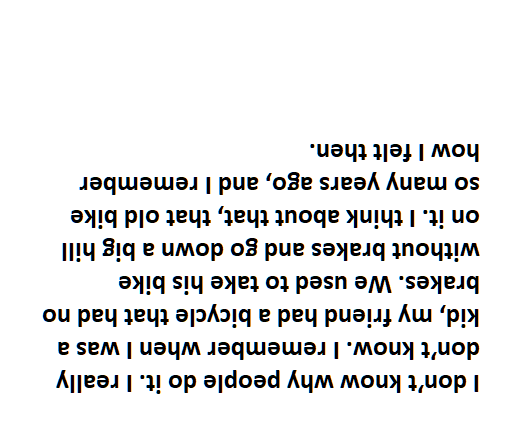 I don't know why people do it. I really
don't know. I remember when I was a
kid, my friend had a bicycle that had no
brakes. We used to take his bike
without brakes and go down a big hill
on it. I think about that, that old bike
so many years ago, and I remember
how I felt then.